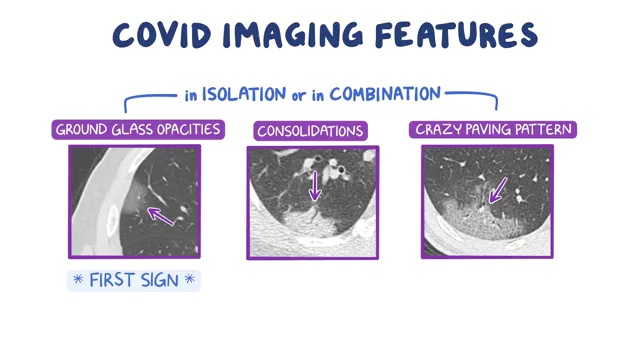 COVID IMAGING FEATURES
in ISOLATION or in COMBINATION
GROUND GLASS OPACITIES
CONSOLIDATIONS
CRAZY PAVING PATTERN
* FIRST SIGN *